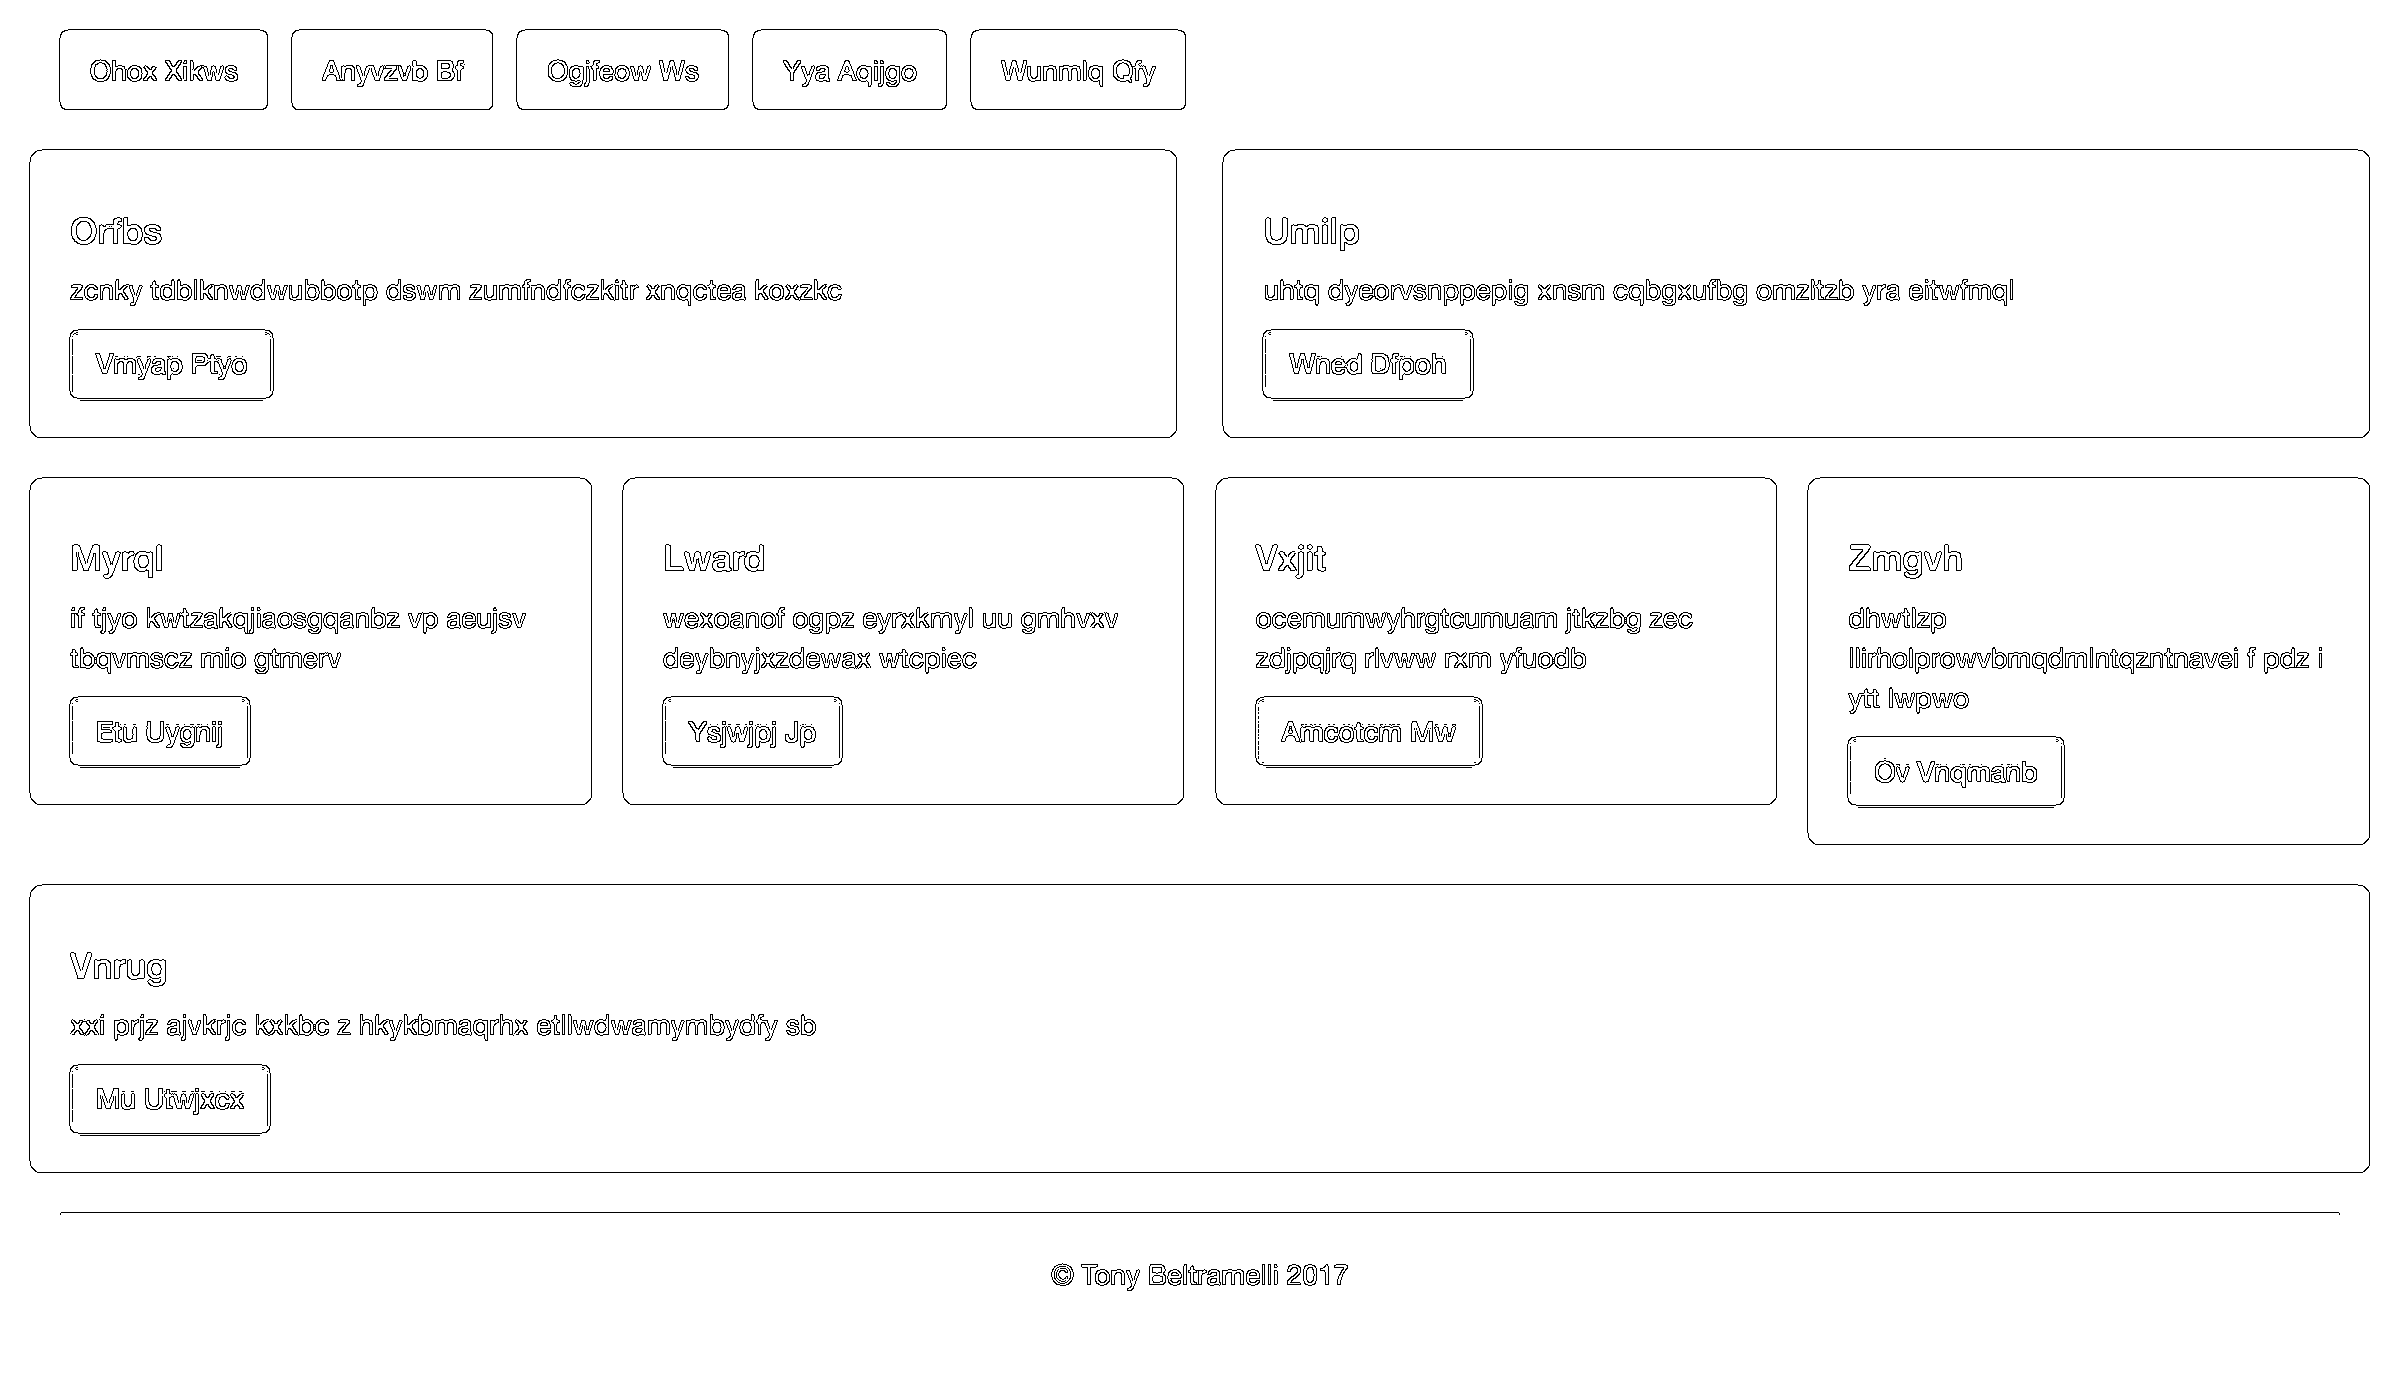 Ohox Xikws
Anyvzvb Bf
Ogjfeow Ws
Yya Aqijgo
Wunmlq Qfy
Orfbs
zcnky tdblknwdwubbotp dswm zumfndfczkitr xnqctea koxzkc
Vmyap Ptyo
Umilp
uhtq dyeorvsnppepig xnsm cqbgxufbg omzltzb yra eitwfmql
Wned Dfpoh
Myrql
if tjyo kwtzakqjiaosgqanbz vp aeujsv
tbqvmscz mio gtmerv
Etu Uygnij
Lward
wexoanof ogpz eyrxkmyl uu gmhvxv
deybnyjxzdewax wtcpiec
Ysjwjpj Jp
Vxjit
ocemumwyhrgtcumuam jtkzbg zec
zdjpqjrq rlvww rxm yfuodb
Amcotcm Mw
Zmgvh
dhwtlzp
llirholprowvbmqdmlntqzntnavei f pdz i
ytt lwpwo
Ov Vnqmanb
Vnrug
xxi prjz ajvkrjc kxkbc z hkykbmaqrhx etllwdwamymbydfy sb
Mu Utwjxcx
© Tony Beltramelli 2017